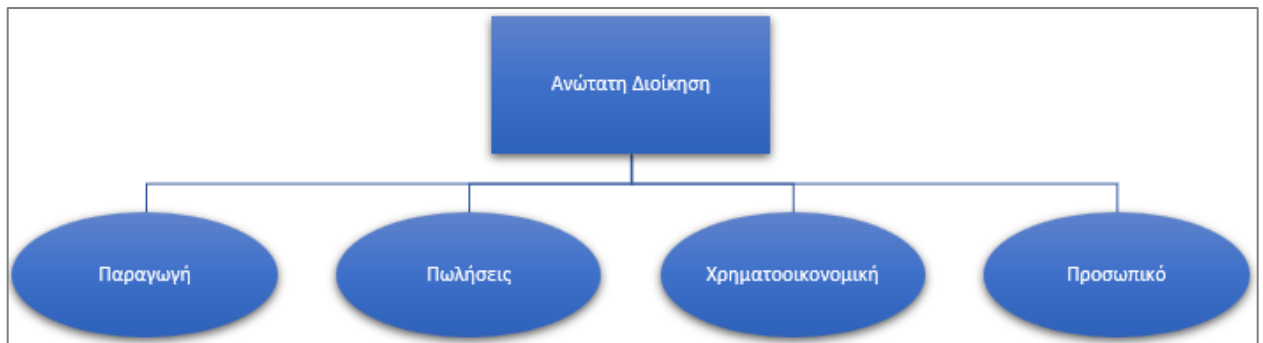 Ανώτατη Διοίκηση
Παραγωγή
Πωλήσεις
Χρηματοοικονομική
Προσωπικό